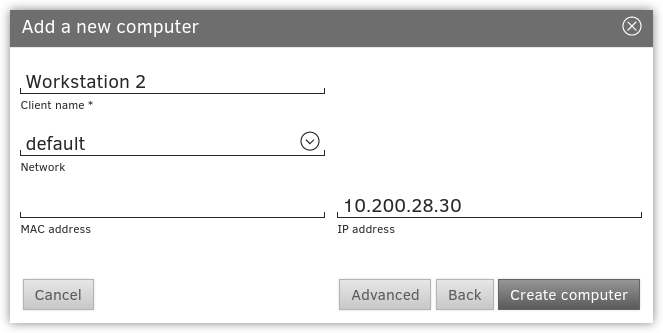 Add a new computer
Workstation 2
Client name *
default
Network
10.200.28.30
MAC address
IP address
Cancel
Advanced
Back
Create computer